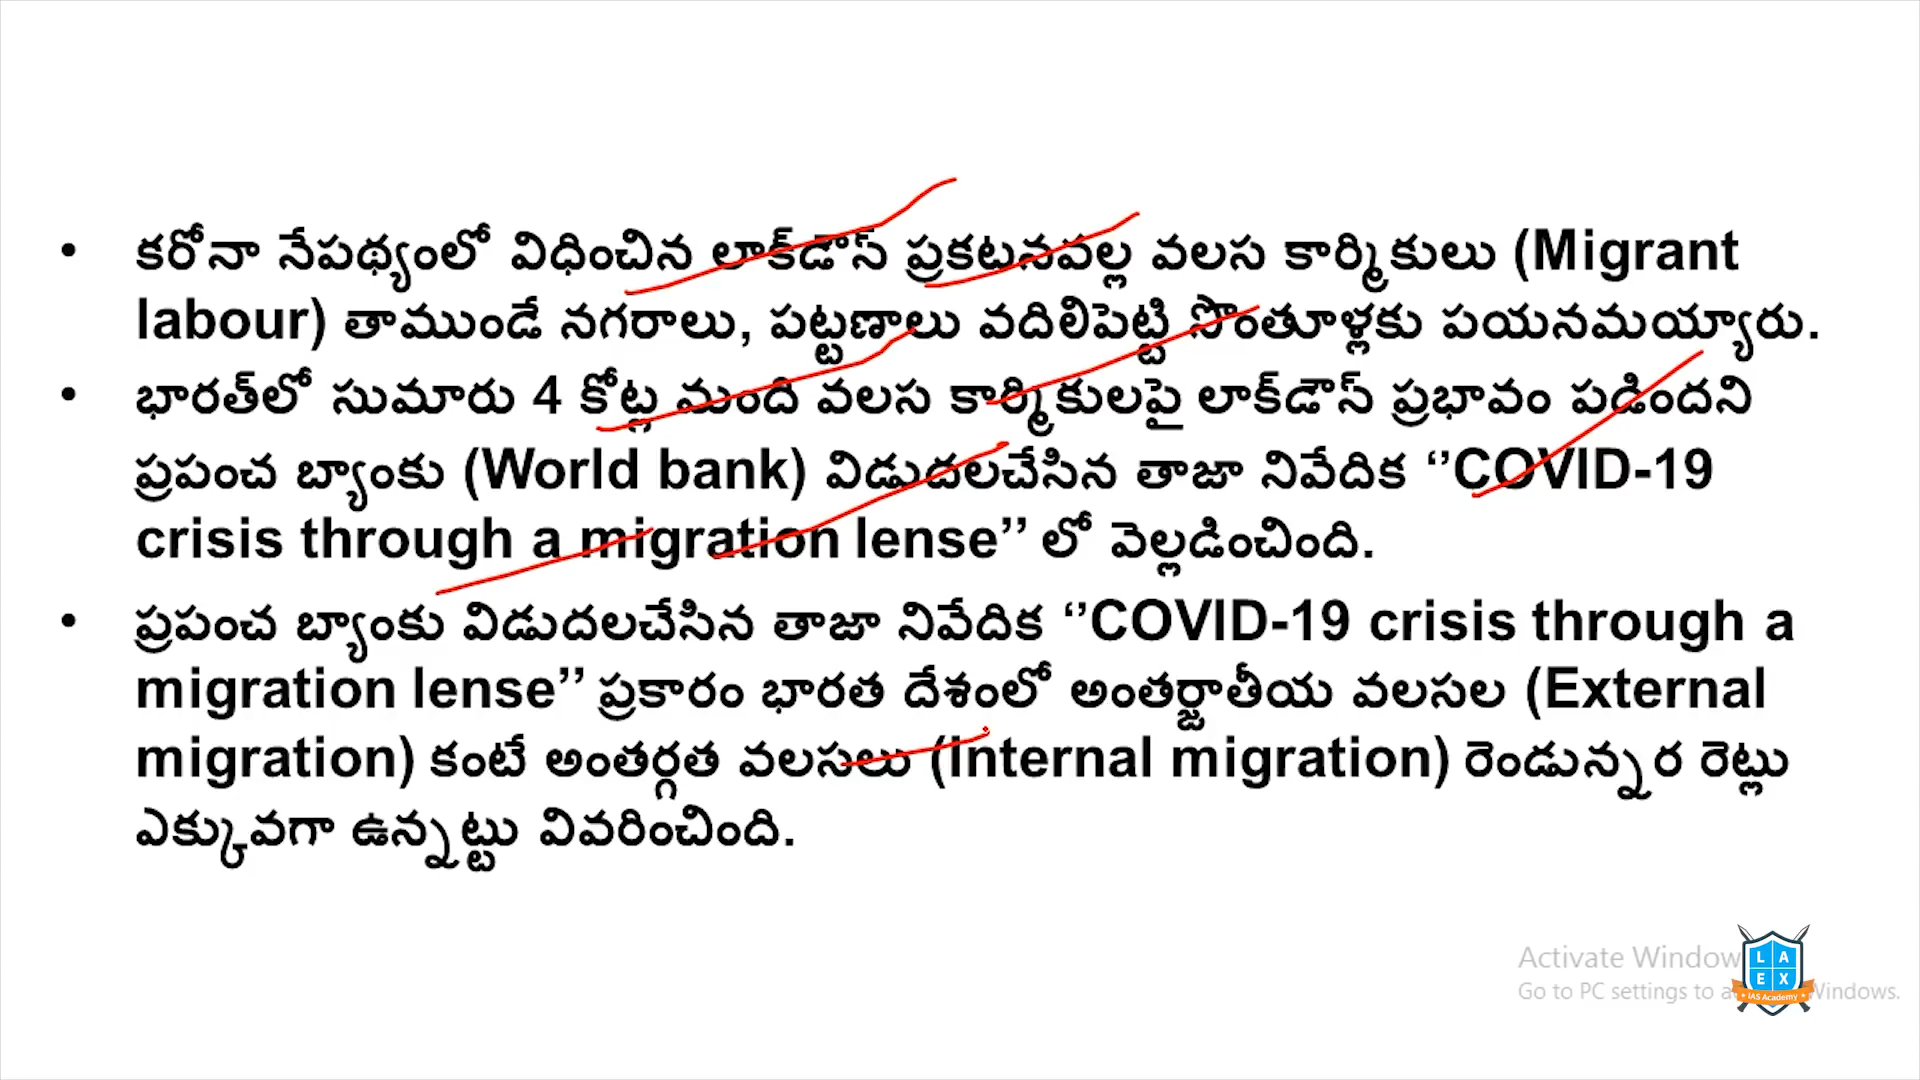 • కరోనా నేపథ్యంలో విధించిన లాక్‌డౌన్ ప్రకటనవల్ల వలస కార్మికులు (Migrant
labour) తాముండే నగరాలు, పట్టణాలు వదిలిపెట్టి సొంతూళ్లకు పయనమయ్యారు.
• భారత్‌లో సుమారు 4 కోట్ల మంది వలస కార్మికులపై లాక్‌డౌన్ ప్రభావం పడిందని
ప్రపంచ బ్యాంకు (World bank) విడుదలచేసిన తాజా నివేదిక ‘’COVID-19
crisis through a migration lense’’ లో వెల్లడించింది.
• ప్రపంచ బ్యాంకు విడుదలచేసిన తాజా నివేదిక ‘’COVID-19 crisis through a
migration lense’’ ప్రకారం భారత దేశంలో అంతర్జాతీయ వలసల (External
migration) కంటే అంతర్గత వలసలు (Internal migration) రెండున్నర రెట్లు
ఎక్కువగా ఉన్నట్టు వివరించింది.
Activate Window
Go to PC settings to a Windows.
L A
E X
IAS Academy